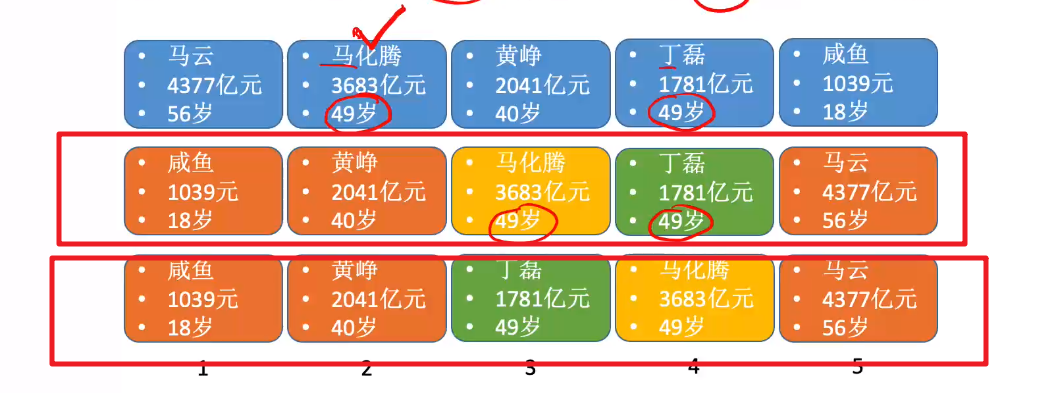 马云
4377亿元
56岁
马化腾
3683亿元
49岁
黄峥
2041亿元
40岁
丁磊
1781亿元
49岁
咸鱼
1039元
18岁
咸鱼
1039元
18岁
黄峥
2041亿元
40岁
马化腾
3683亿元
49岁
丁磊
1781亿元
49岁
马云
4377亿元
56岁
咸鱼
1039元
18岁
黄峥
2041亿元
40岁
丁磊
1781亿元
49岁
马化腾
3683亿元
49岁
马云
4377亿元
56岁
1 2 3 4 5